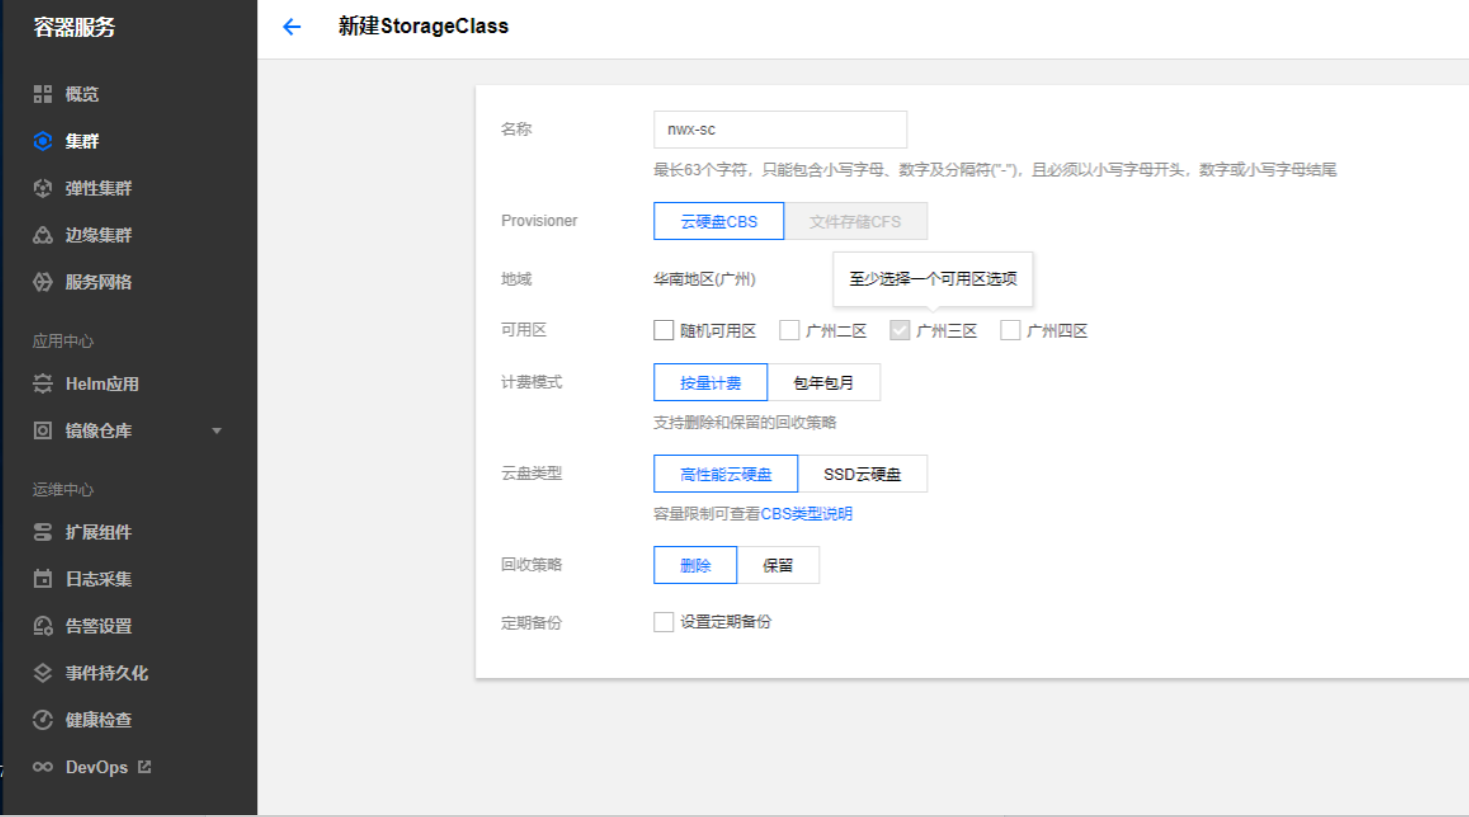 容器服务
新建StorageClass
概览
集群
弹性集群
边缘集群
服务网格
应用中心
Helm应用
镜像仓库
运维中心
扩展组件
日志采集
告警设置
事件持久化
健康检查
DevOps
名称 nwx-sc
最长63个字符，只能包含小写字母、数字及分隔符("-")，且必须以小写字母开头，数字或小写字母结尾
Provisioner 云硬盘CBS 文件存储CFS
地域 华南地区(广州) 至少选择一个可用区选项
可用区 随机可用区 广州二区 广州三区 广州四区
计费模式 按量计费 包年包月
支持删除和保留的回收策略
云盘类型 高性能云硬盘 SSD云硬盘
容量限制可查看CBS类型说明
回收策略 删除 保留
定期备份 设置定期备份